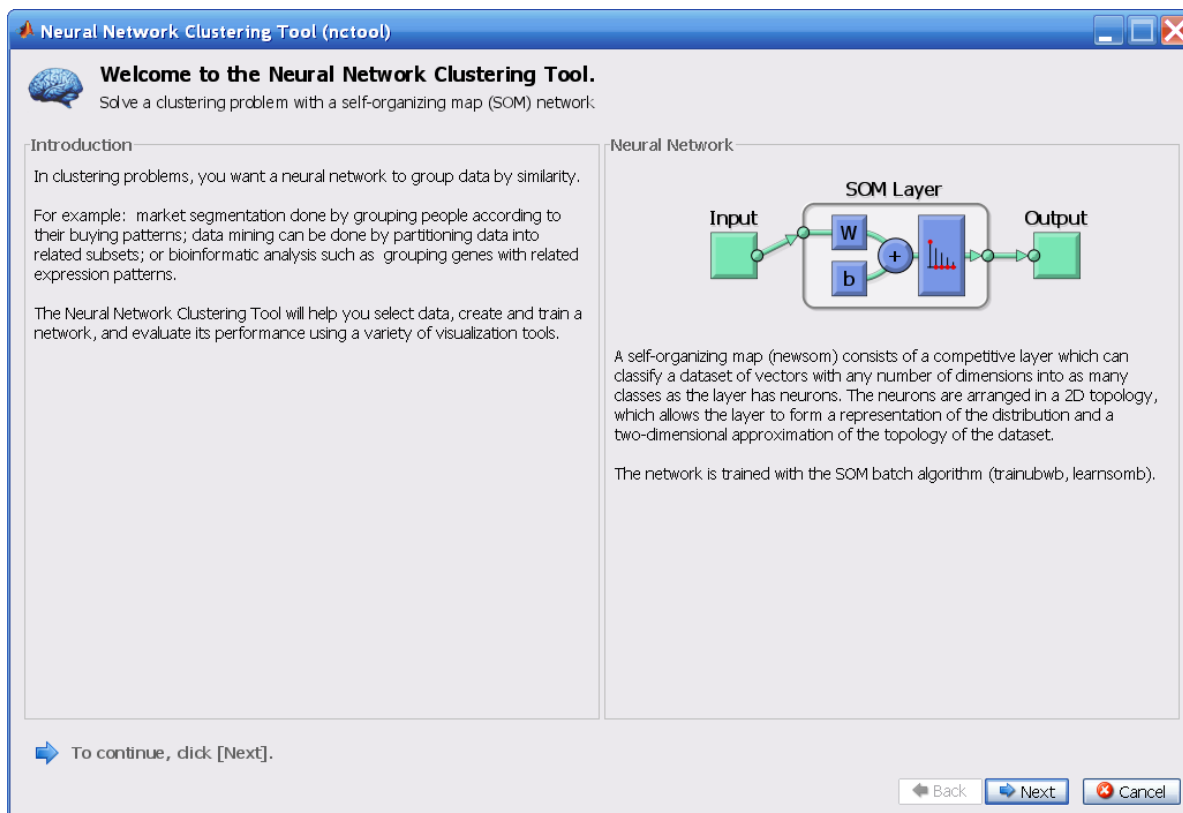 Neural Network Clustering Tool (nctool)
Welcome to the Neural Network Clustering Tool.
Solve a clustering problem with a self-organizing map (SOM) network
Introduction
In clustering problems, you want a neural network to group data by similarity.
For example:  market segmentation done by grouping people according to
their buying patterns; data mining can be done by partitioning data into
related subsets; or bioinformatic analysis such as  grouping genes with related
expression patterns.
The Neural Network Clustering Tool will help you select data, create and train a
network, and evaluate its performance using a variety of visualization tools.
Neural Network
SOM Layer
Input
Output
W
b
+
A self-organizing map (newsom) consists of a competitive layer which can
classify a dataset of vectors with any number of dimensions into as many
classes as the layer has neurons. The neurons are arranged in a 2D topology,
which allows the layer to form a representation of the distribution and a
two-dimensional approximation of the topology of the dataset.
The network is trained with the SOM batch algorithm (trainubwb, learnsomb).
To continue, click [Next].
Back
Next
Cancel